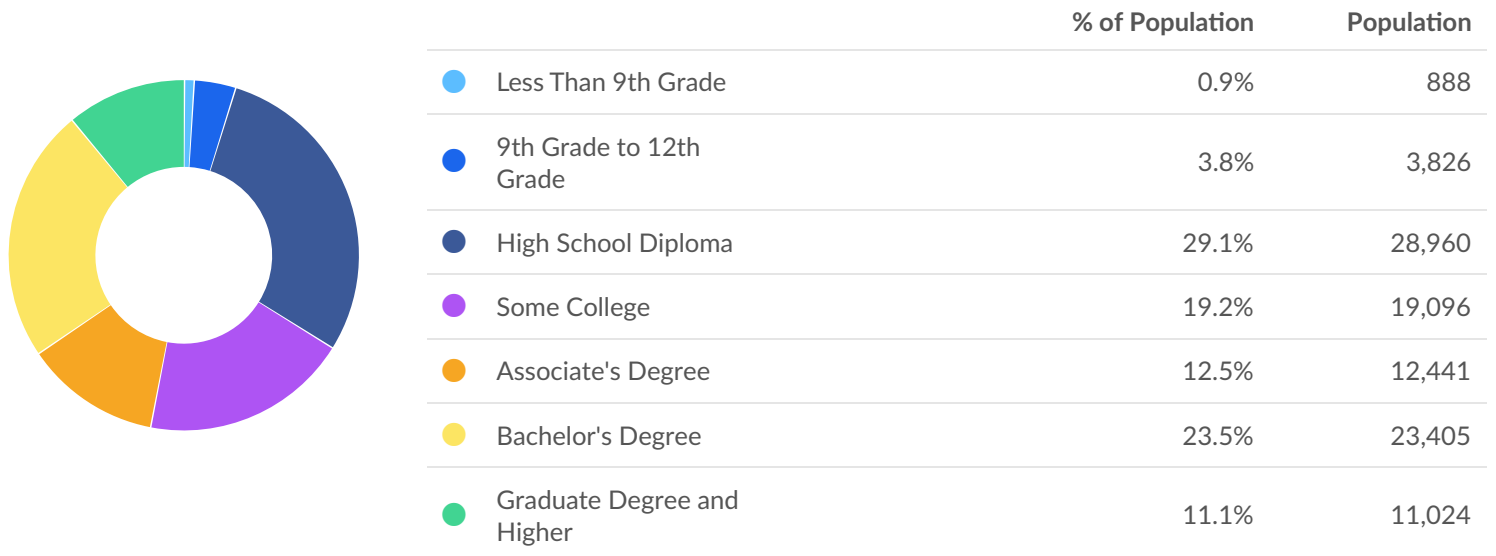 % of Population Population
Less Than 9th Grade 0.9% 888
9th Grade to 12th
Grade 3.8% 3,826
High School Diploma 29.1% 28,960
Some College 19.2% 19,096
Associate's Degree 12.5% 12,441
Bachelor's Degree 23.5% 23,405
Graduate Degree and
Higher 11.1% 11,024